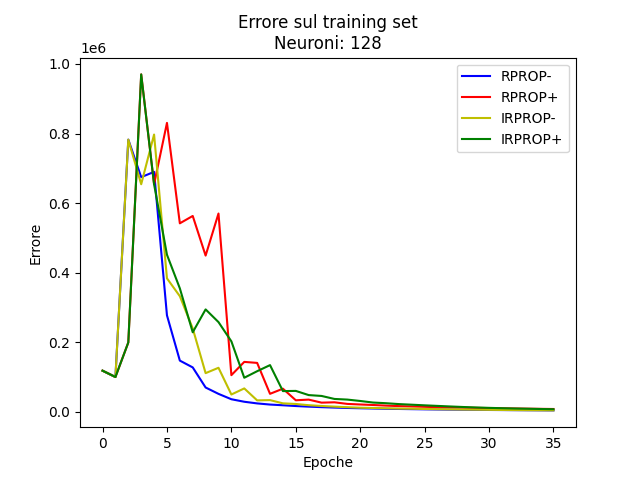 Errore sul training set
Neuroni: 128
1e6
1.0
0.8
0.6
0.4
0.2
0.0
Errore
0 5 10 15 20 25 30 35
Epoche
RPROP-
RPROP+
IRPROP-
IRPROP+